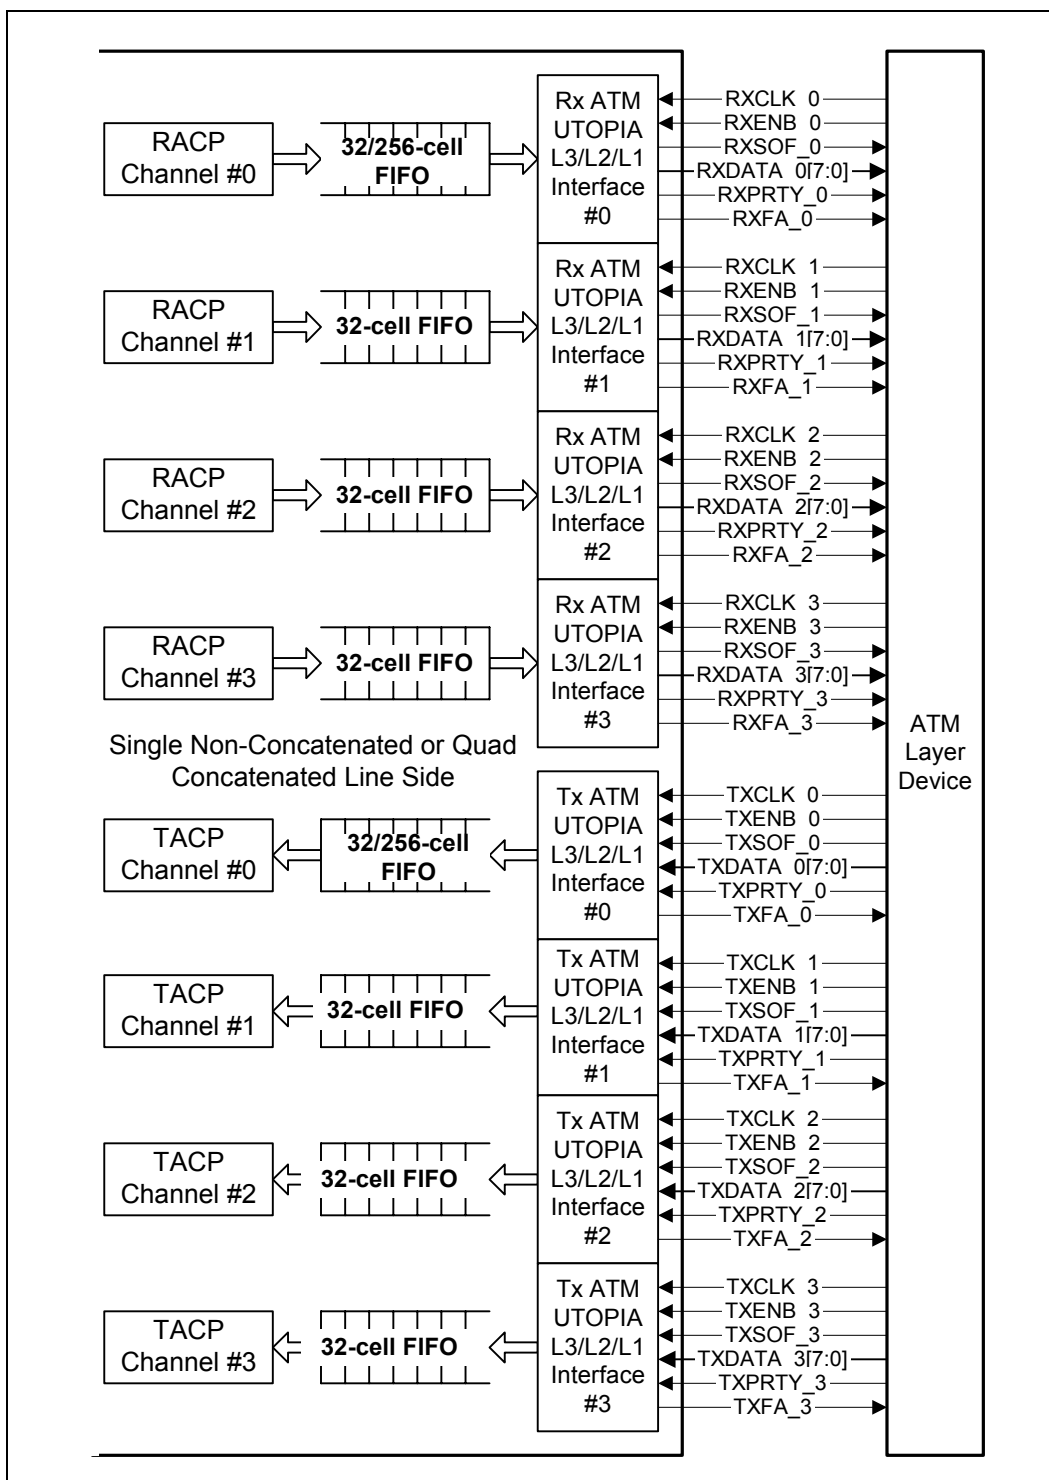 RACP
Channel #0
32/256-cell
FIFO
Rx ATM
UTOPIA
L3/L2/L1
Interface
#0
RXCLK_0
RXENB_0
RXSOF_0
RXDATA_0[7:0]
RXPRTY_0
RXFA_0
RACP
Channel #1
32-cell FIFO
Rx ATM
UTOPIA
L3/L2/L1
Interface
#1
RXCLK_1
RXENB_1
RXSOF_1
RXDATA_1[7:0]
RXPRTY_1
RXFA_1
RACP
Channel #2
32-cell FIFO
Rx ATM
UTOPIA
L3/L2/L1
Interface
#2
RXCLK_2
RXENB_2
RXSOF_2
RXDATA_2[7:0]
RXPRTY_2
RXFA_2
RACP
Channel #3
32-cell FIFO
Rx ATM
UTOPIA
L3/L2/L1
Interface
#3
RXCLK_3
RXENB_3
RXSOF_3
RXDATA_3[7:0]
RXPRTY_3
RXFA_3
ATM
Layer
Device
Single Non-Concatenated or Quad
Concatenated Line Side
TACP
Channel #0
32/256-cell
FIFO
Tx ATM
UTOPIA
L3/L2/L1
Interface
#0
TXCLK_0
TXENB_0
TXSOF_0
TXDATA_0[7:0]
TXPRTY_0
TXFA_0
TACP
Channel #1
32-cell FIFO
Tx ATM
UTOPIA
L3/L2/L1
Interface
#1
TXCLK_1
TXENB_1
TXSOF_1
TXDATA_1[7:0]
TXPRTY_1
TXFA_1
TACP
Channel #2
32-cell FIFO
Tx ATM
UTOPIA
L3/L2/L1
Interface
#2
TXCLK_2
TXENB_2
TXSOF_2
TXDATA_2[7:0]
TXPRTY_2
TXFA_2
TACP
Channel #3
32-cell FIFO
Tx ATM
UTOPIA
L3/L2/L1
Interface
#3
TXCLK_3
TXENB_3
TXSOF_3
TXDATA_3[7:0]
TXPRTY_3
TXFA_3